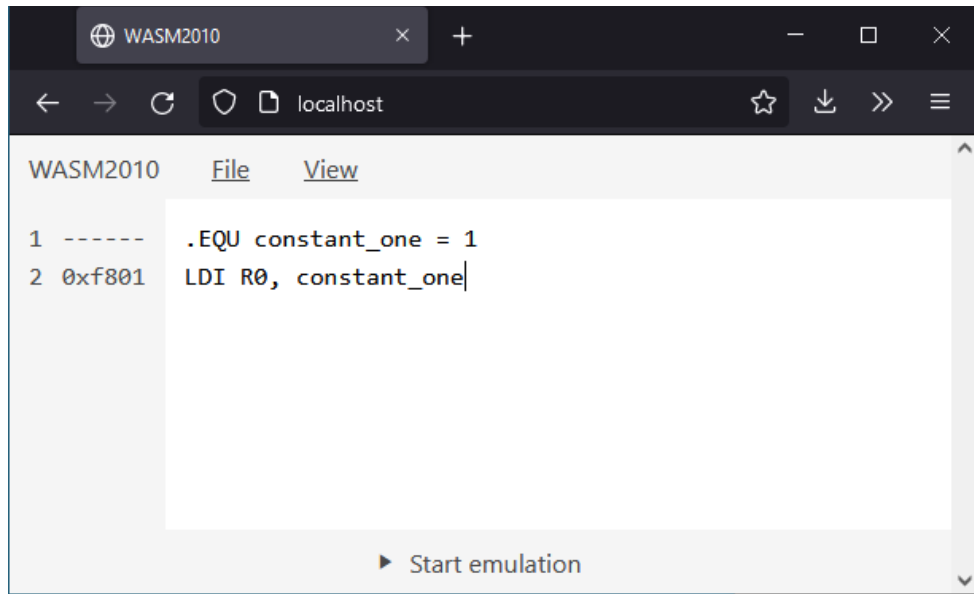 WASM2010
localhost
WASM2010 File View
1 ------ .EQU constant_one = 1
2 0xf801 LDI R0, constant_one
Start emulation